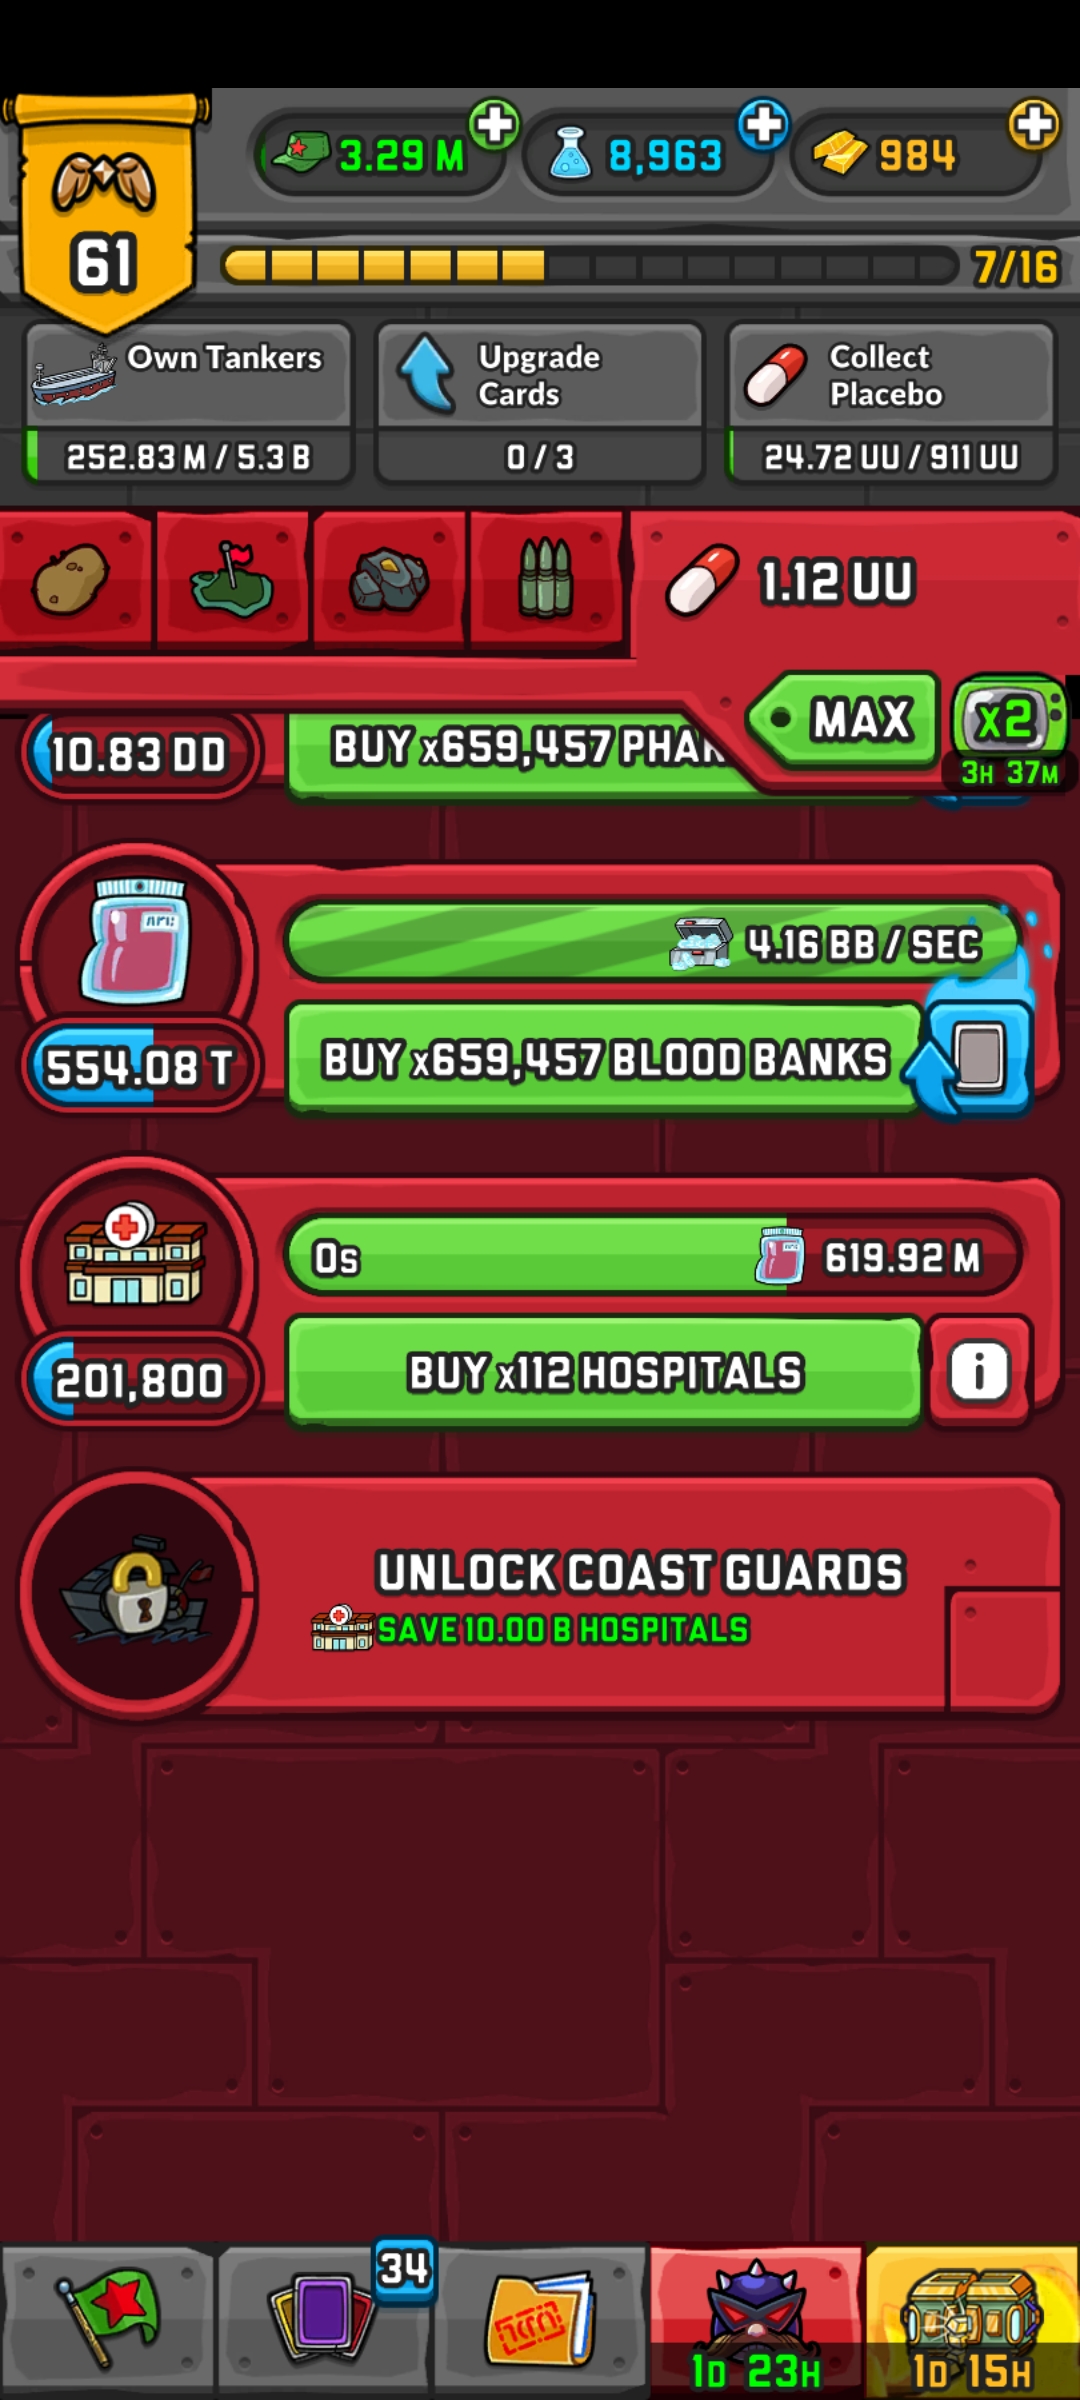 3.29 M
8,963
984
61
7/16
Own Tankers
252.83 M / 5.3 B
Upgrade
Cards
0 / 3
Collect
Placebo
24.72 UU / 911 UU
1.12 UU
MAX
x2
3H 37M
10.83 DD
BUY x659,457
4.16 BB / SEC
554.08 T
BUY x659,457 BLOOD BANKS
0s
619.92 M
201,800
BUY x112 HOSPITALS
i
UNLOCK COAST GUARDS
SAVE 10.00 B HOSPITALS
34
1D 23H
1D 15H